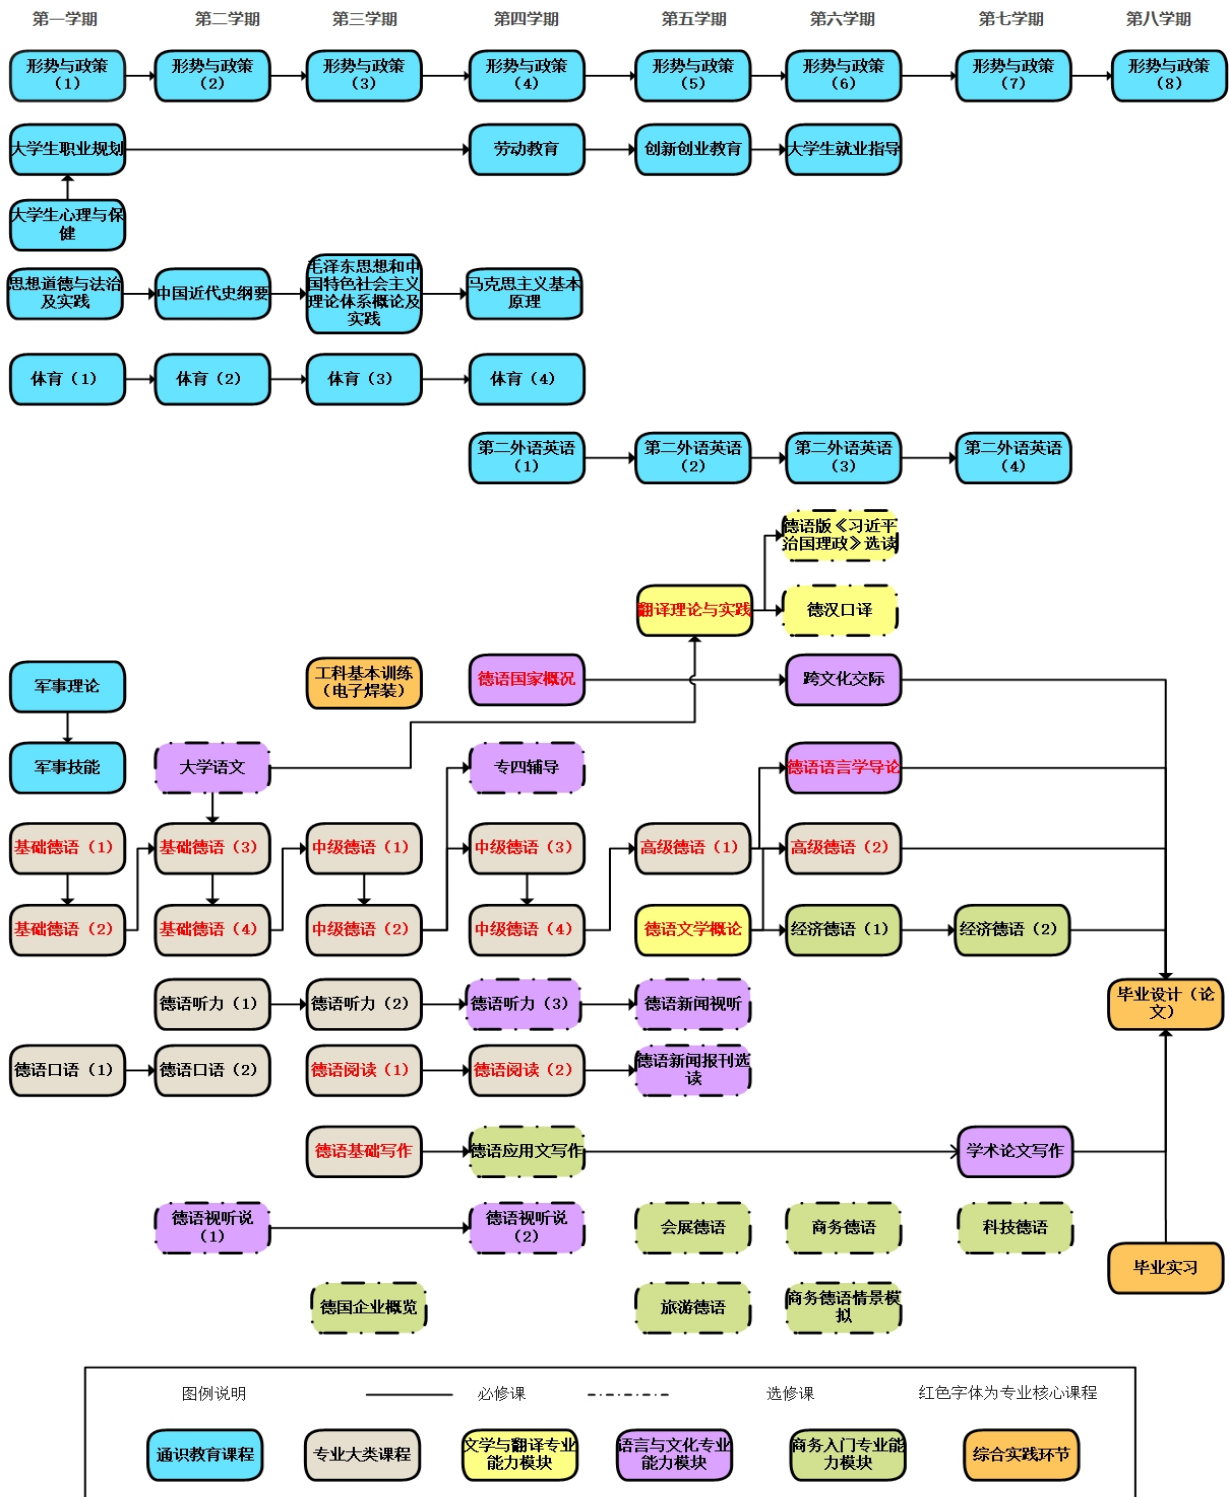 第一学期 第二学期 第三学期 第四学期 第五学期 第六学期 第七学期 第八学期
形势与政策
（1）
形势与政策
（2）
形势与政策
（3）
形势与政策
（4）
形势与政策
（5）
形势与政策
（6）
形势与政策
（7）
形势与政策
（8）
大学生职业规划
劳动教育
创新创业教育
大学生就业指导
大学生心理与保
健
思想道德与法治
及实践
中国近代史纲要
毛泽东思想和中
国特色社会主义
理论体系概论及
实践
马克思主义基本
原理
体育（1）
体育（2）
体育（3）
体育（4）
第二外语英语
（1）
第二外语英语
（2）
第二外语英语
（3）
第二外语英语
（4）
德语版《习近平
治国理政》选读
翻译理论与实践
德汉口译
军事理论
工科基本训练
（电子焊装）
德语国家概况
跨文化交际
军事技能
大学语文
专四辅导
德语语言学导论
基础德语（1）
基础德语（3）
中级德语（1）
中级德语（3）
高级德语（1）
高级德语（2）
基础德语（2）
基础德语（4）
中级德语（2）
中级德语（4）
德语文学概论
经济德语（1）
经济德语（2）
德语听力（1）
德语听力（2）
德语听力（3）
德语新闻视听
毕业设计（论
文）
德语口语（1）
德语口语（2）
德语阅读（1）
德语阅读（2）
德语新闻报刊选
读
德语基础写作
德语应用文写作
学术论文写作
德语视听说
（1）
德语视听说
（2）
会展德语
商务德语
科技德语
毕业实习
德国企业概览
旅游德语
商务德语情景模
拟
图例说明 必修课 选修课 红色字体为专业核心课程
通识教育课程
专业大类课程
文学与翻译专业
能力模块
语言与文化专业
能力模块
商务入门专业能
力模块
综合实践环节